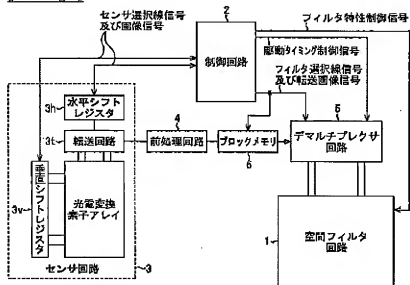 センサ選択線信号
及び画像信号
2
フィルタ特性制御信号
制御回路
駆動タイミング制御信号
フィルタ選択線信号
及び転送画像信号
3h
水平シフト
レジスタ
3t
転送回路
4
前処理回路
ブロックメモリ
6
5
デマルチプレクサ
回路
3v
垂直シフトレジスタ
光電変換
素子アレイ
センサ回路
3
1
空間フィルタ
回路